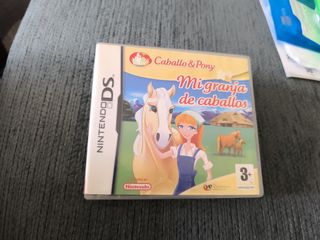 Caballo & Pony
Mi granja
de caballos
NINTENDO DS
Nintendo
3+